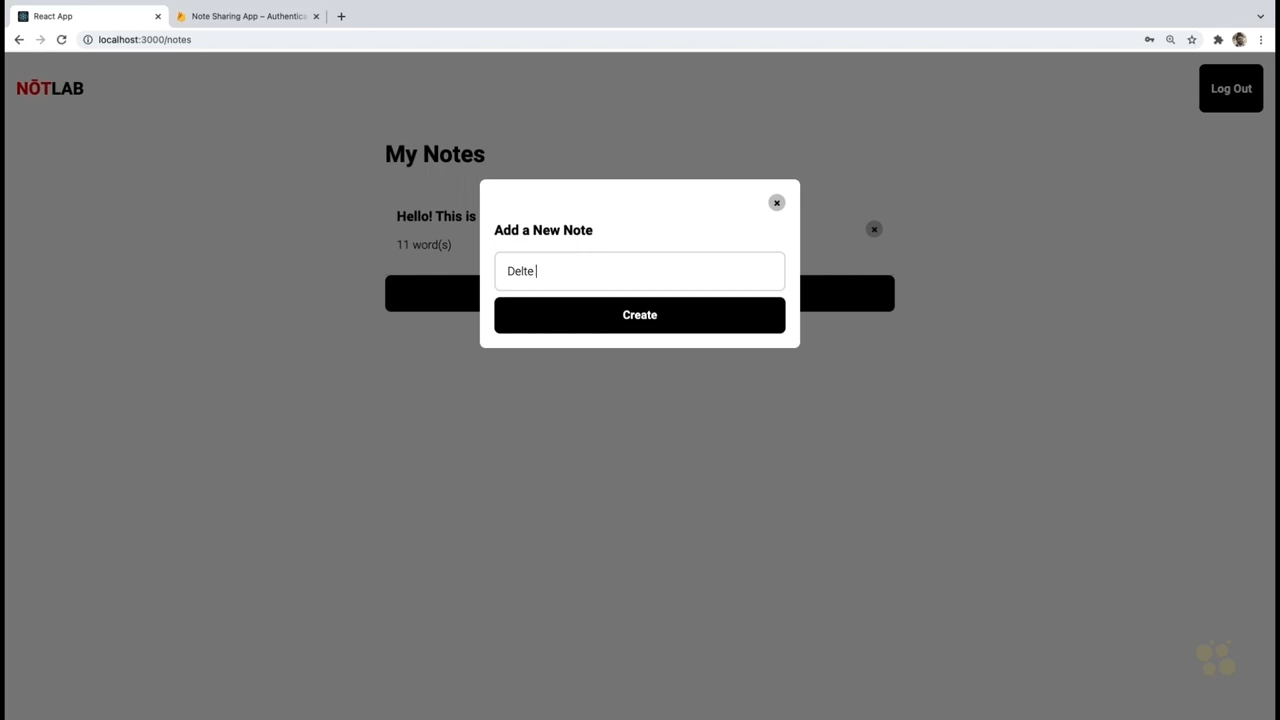 React App
Note Sharing App – Authentica
localhost:3000/notes
NŌTLAB
Log Out
My Notes
Hello! This is
11 word(s)
Add a New Note
Delte
Create